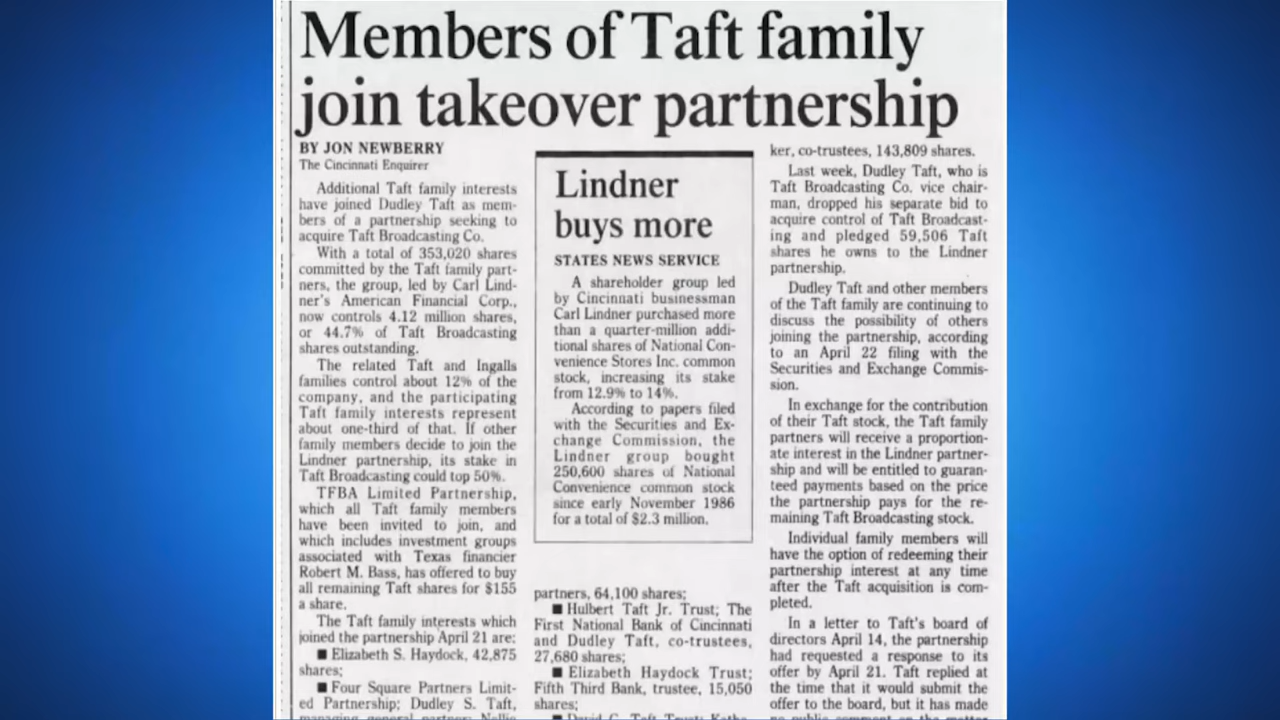 Members of Taft family
join takeover partnership
BY JON NEWBERRY
The Cincinnati Enquirer
Additional Taft family interests
have joined Dudley Taft as mem-
bers of a partnership seeking to
acquire Taft Broadcasting Co.
With a total of 353,020 shares
committed by the Taft family part-
ners, the group, led by Carl Lind-
ner's American Financial Corp.,
now controls 4.12 million shares,
or 44.7% of Taft Broadcasting
shares outstanding.
The related Taft and Ingalls
families control about 12% of the
company, and the participating
Taft family interests represent
about one-third of that. If other
family members decide to join the
Lindner partnership, its stake in
Taft Broadcasting could top 50%.
TFBA Limited Partnership,
which all Taft family members
have been invited to join, and
which includes investment groups
associated with Texas financier
Robert M. Bass, has offered to buy
all remaining Taft shares for $155
a share.
The Taft family interests which
joined the partnership April 21 are:
■ Elizabeth S. Haydock, 42,875
shares;
■ Four Square Partners Limit-
ed Partnership; Dudley S. Taft,
managing general partner; Nellie
Lindner
buys more
STATES NEWS SERVICE
A shareholder group led
by Cincinnati businessman
Carl Lindner purchased more
than a quarter-million addi-
tional shares of National Con-
venience Stores Inc. common
stock, increasing its stake
from 12.9% to 14%.
According to papers filed
with the Securities and Ex-
change Commission, the
Lindner group bought
250,600 shares of National
Convenience common stock
since early November 1986
for a total of $2.3 million.
partners, 64,100 shares;
■ Hulbert Taft Jr. Trust; The
First National Bank of Cincinnati
and Dudley Taft, co-trustees,
27,680 shares;
■ Elizabeth Haydock Trust;
Fifth Third Bank, trustee, 15,050
shares;
■ David C. Taft Trust; Kathe-
ker, co-trustees, 143,809 shares.
Last week, Dudley Taft, who is
Taft Broadcasting Co. vice chair-
man, dropped his separate bid to
acquire control of Taft Broadcast-
ing and pledged 59,506 Taft
shares he owns to the Lindner
partnership.
Dudley Taft and other members
of the Taft family are continuing to
discuss the possibility of others
joining the partnership, according
to an April 22 filing with the
Securities and Exchange Commis-
sion.
In exchange for the contribution
of their Taft stock, the Taft family
partners will receive a proportion-
ate interest in the Lindner partner-
ship and will be entitled to guaran-
teed payments based on the price
the partnership pays for the re-
maining Taft Broadcasting stock.
Individual family members will
have the option of redeeming their
partnership interest at any time
after the Taft acquisition is com-
pleted.
In a letter to Taft's board of
directors April 14, the partnership
had requested a response to its
offer by April 21. Taft replied at
the time that it would submit the
offer to the board, but it has made
no public comment on the matter